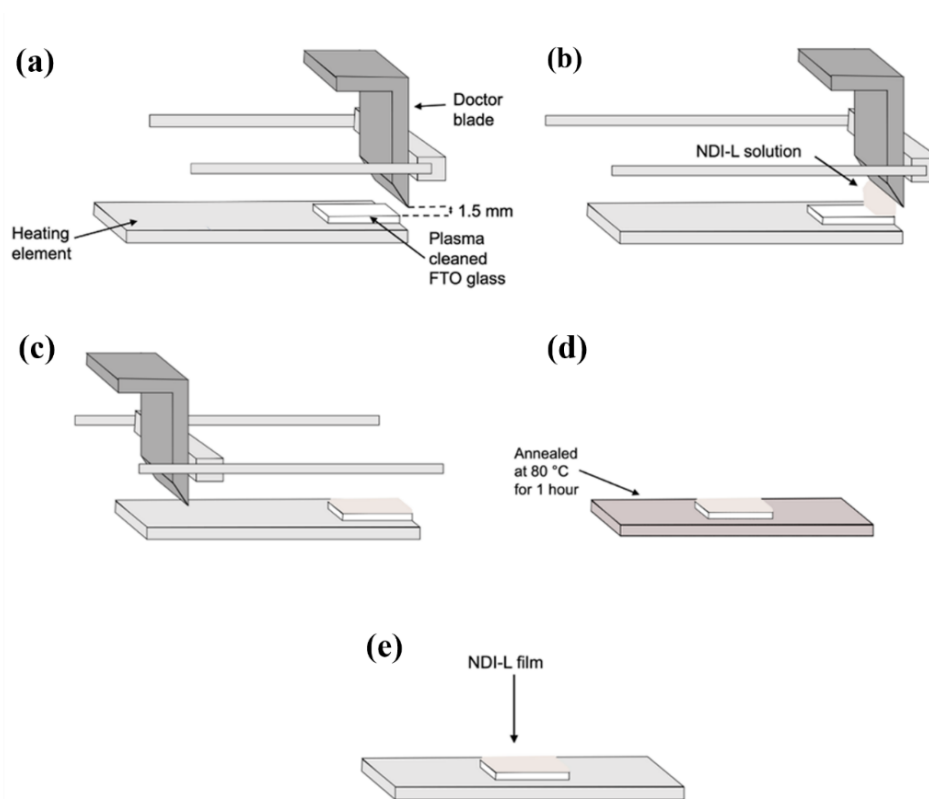 (a)
Doctor
blade
1.5 mm
Heating
element
Plasma
cleaned
FTO glass
(b)
NDI-L solution
(c)
(d)
Annealed
at 80 °C
for 1 hour
(e)
NDI-L film